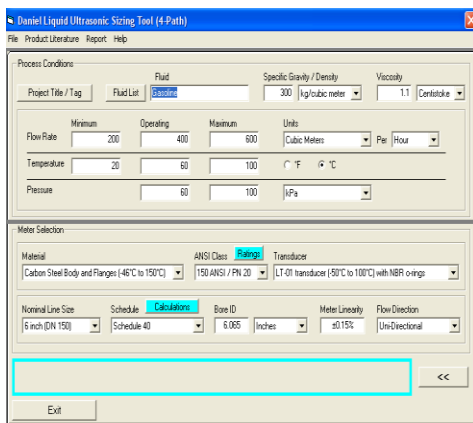 Daniel Liquid Ultrasonic Sizing Tool (4-Path)
File Product Literature Report Help
Process Conditions
Fluid Specific Gravity / Density Viscosity
Project Title / Tag Fluid List Gasoline 300 kg/cubic meter 1.1 Centistoke
Minimum Operating Maximum Units
Flow Rate 200 400 600 Cubic Meters Per Hour
Temperature 20 60 100 °F °C
Pressure 60 100 kPa
Meter Selection
Material ANSI Class Ratings Transducer
Carbon Steel Body and Flanges (-46°C to 150°C) 150 ANSI / PN 20 LT-01 transducer (-50°C to 100°C) with NBR o-rings
Nominal Line Size Schedule Calculations Bore ID Meter Linearity Flow Direction
6 inch (DN 150) Schedule 40 6.065 Inches ±0.15% Uni-Directional
<<
Exit